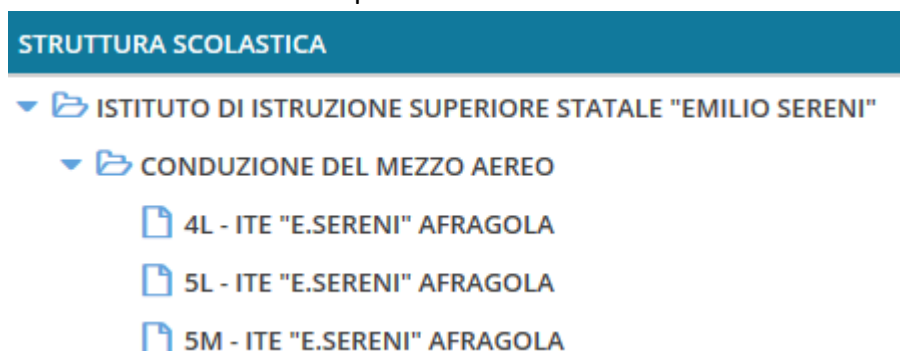 STRUTTURA SCOLASTICA
ISTITUTO DI ISTRUZIONE SUPERIORE STATALE "EMILIO SERENI"
CONDUZIONE DEL MEZZO AEREO
4L - ITE "E.SERENI" AFRAGOLA
5L - ITE "E.SERENI" AFRAGOLA
5M - ITE "E.SERENI" AFRAGOLA